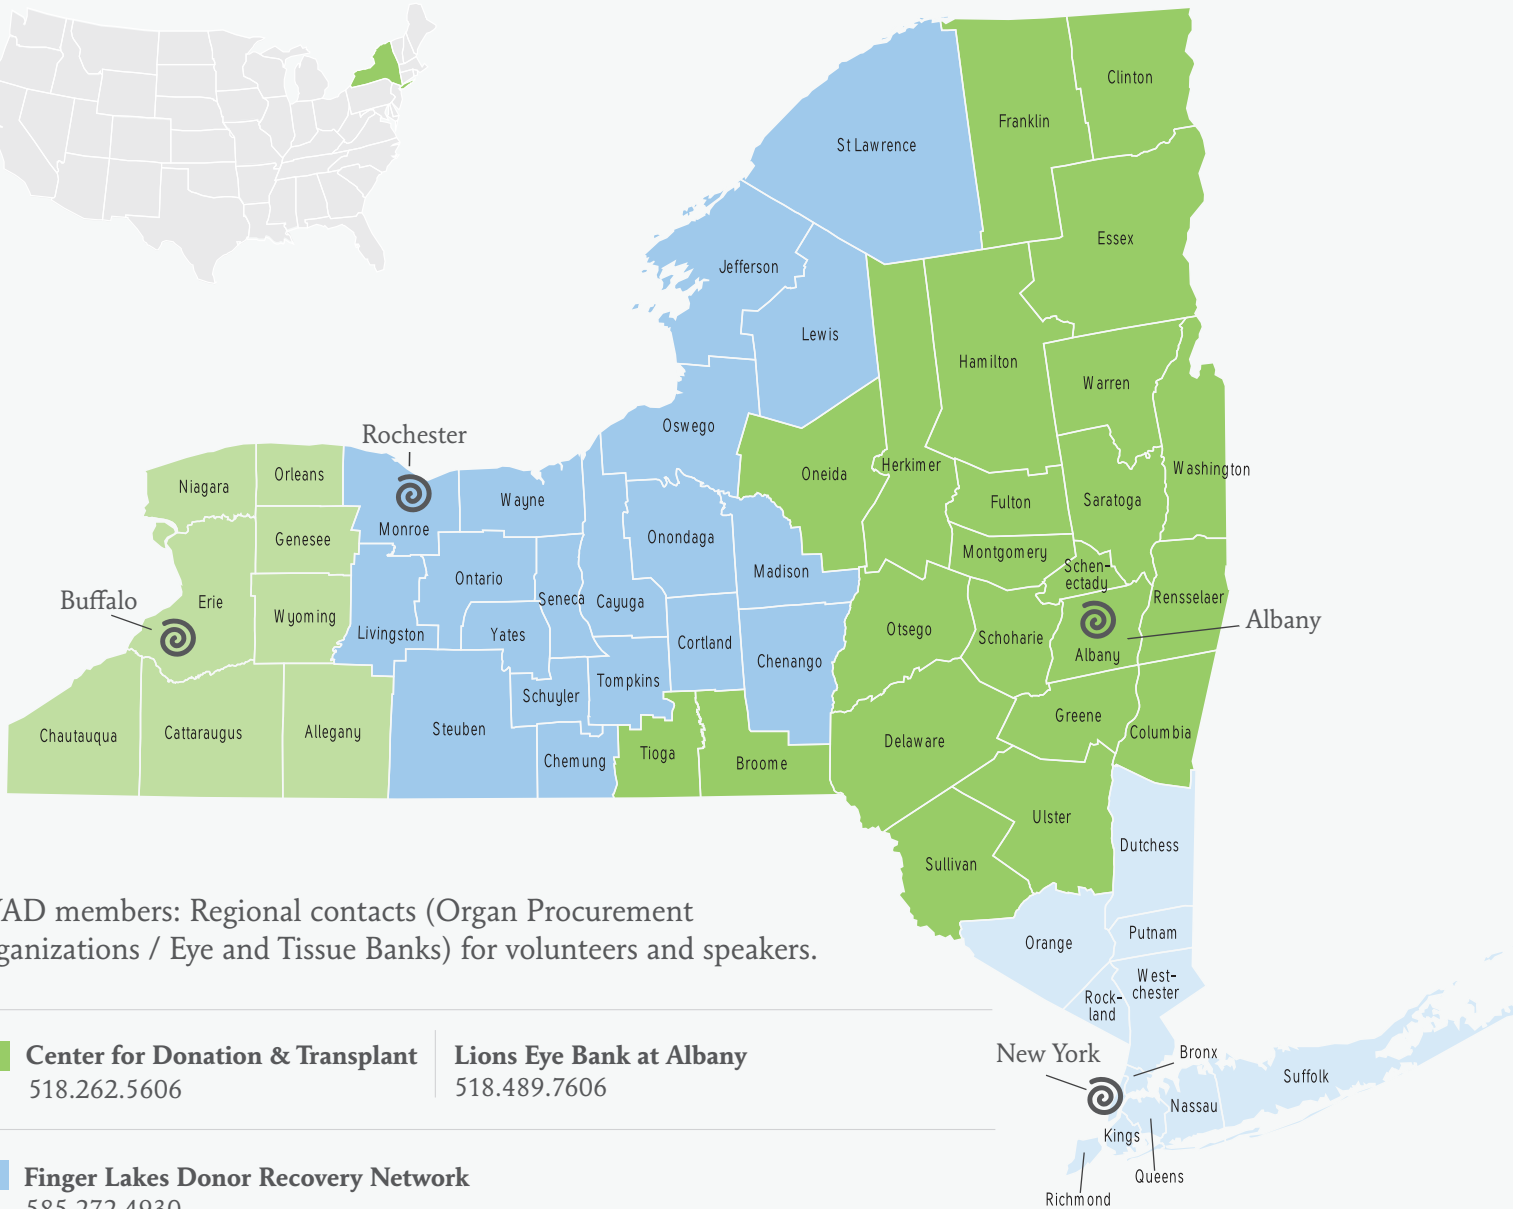 Clinton
Franklin
St Lawrence
Essex
Jefferson
Lewis
Hamilton
Warren
Rochester
Oswego
Herkimer
Washington
Orleans
Oneida
Niagara
Wayne
Fulton
Saratoga
Monroe
Genesee
Onondaga
Montgomery
Schen-
ectady
Madison
Ontario
Buffalo
Erie
Seneca
Cayuga
Rensselaer
Wyoming
Albany
Livingston
Yates
Otsego
Schoharie
Cortland
Albany
Chenango
Tompkins
Schuyler
Greene
Chautauqua
Cattaraugus
Allegany
Steuben
Columbia
Delaware
Tioga
Chemung
Broome
Ulster
Dutchess
Sullivan
Putnam
Orange
West-
chester
Rock-
land
AD members: Regional contacts (Organ Procurement
ganizations / Eye and Tissue Banks) for volunteers and speakers.
Center for Donation & Transplant
518.262.5606
Lions Eye Bank at Albany
518.489.7606
New York
Bronx
Suffolk
Nassau
Kings
Queens
Richmond
Finger Lakes Donor Recovery Network
585.272.4930